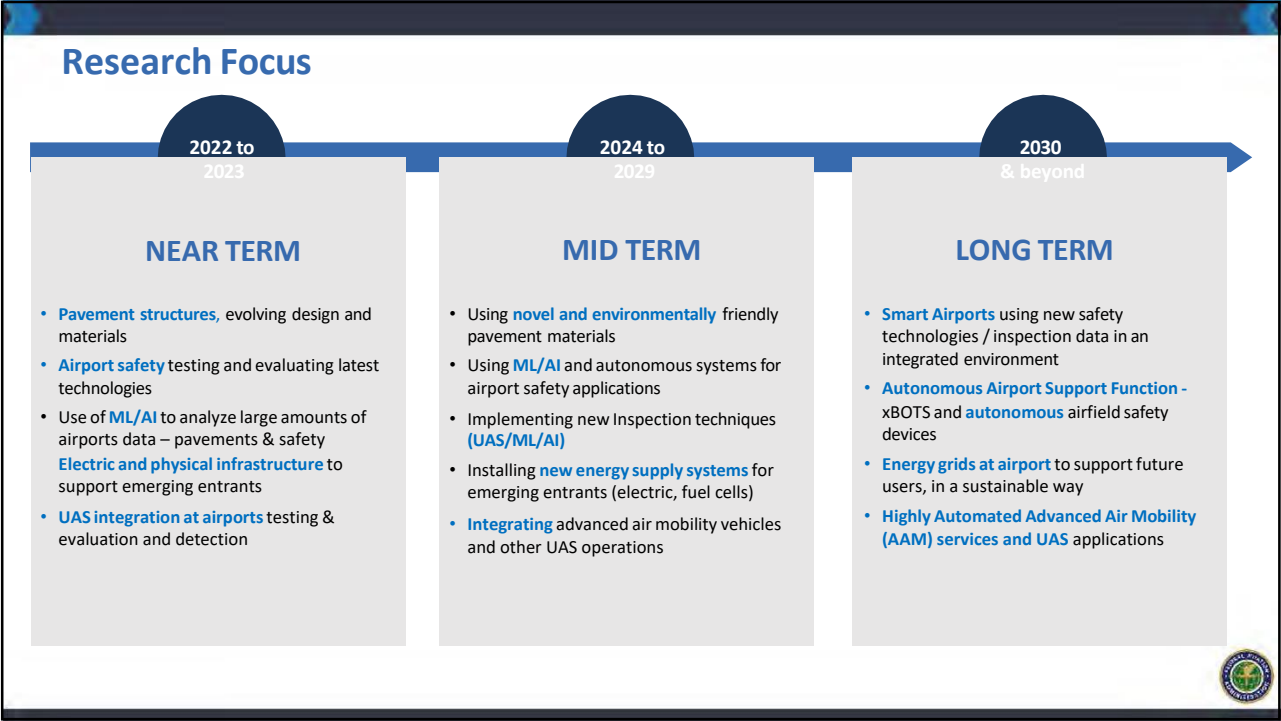 Research Focus
2022 to
2023
NEAR TERM
• Pavement structures, evolving design and
materials
• Airport safety testing and evaluating latest
technologies
• Use of ML/AI to analyze large amounts of
airports data – pavements & safety
Electric and physical infrastructure to
support emerging entrants
• UAS integration at airports testing &
evaluation and detection
2024 to
2029
MID TERM
• Using novel and environmentally friendly
pavement materials
• Using ML/AI and autonomous systems for
airport safety applications
• Implementing new Inspection techniques
(UAS/ML/AI)
• Installing new energy supply systems for
emerging entrants (electric, fuel cells)
• Integrating advanced air mobility vehicles
and other UAS operations
2030
& beyond
LONG TERM
• Smart Airports using new safety
technologies / inspection data in an
integrated environment
• Autonomous Airport Support Function -
xBOTS and autonomous airfield safety
devices
• Energy grids at airport to support future
users, in a sustainable way
• Highly Automated Advanced Air Mobility
(AAM) services and UAS applications